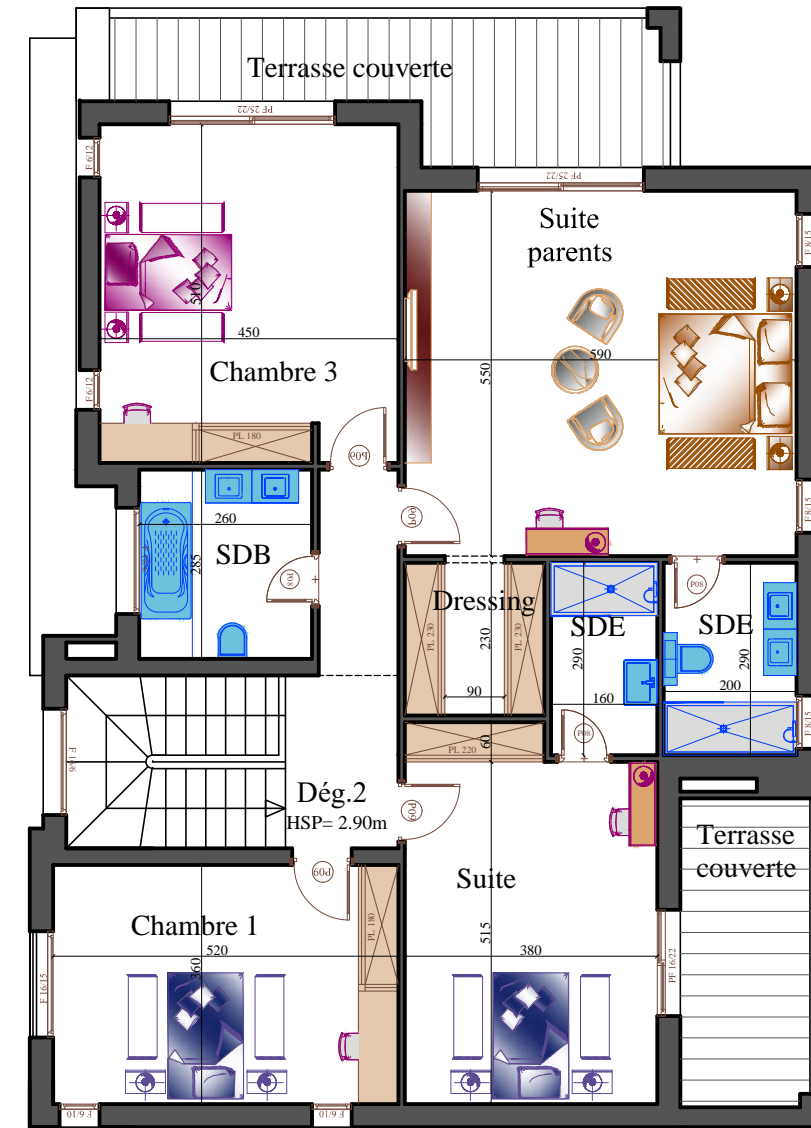 Terrasse couverte
PF 25/22
F 6/12
PF 25/22
Suite
parents
F 8/15
510
450
590
550
Chambre 3
F 6/12
PL 180
P09
P09
F 8/15
260
SDB
285
P08
P08
Dressing
SDE
SDE
PL 230
230
PL 230
290
290
90
160
200
60
PL 220
P08
F 8/15
F 16/6
Dég.2
HSP= 2.90m
P09
P09
Terrasse
couverte
Suite
Chambre 1
PL 180
520
360
515
380
F 16/15
PF 16/22
F 6/10
F 6/10